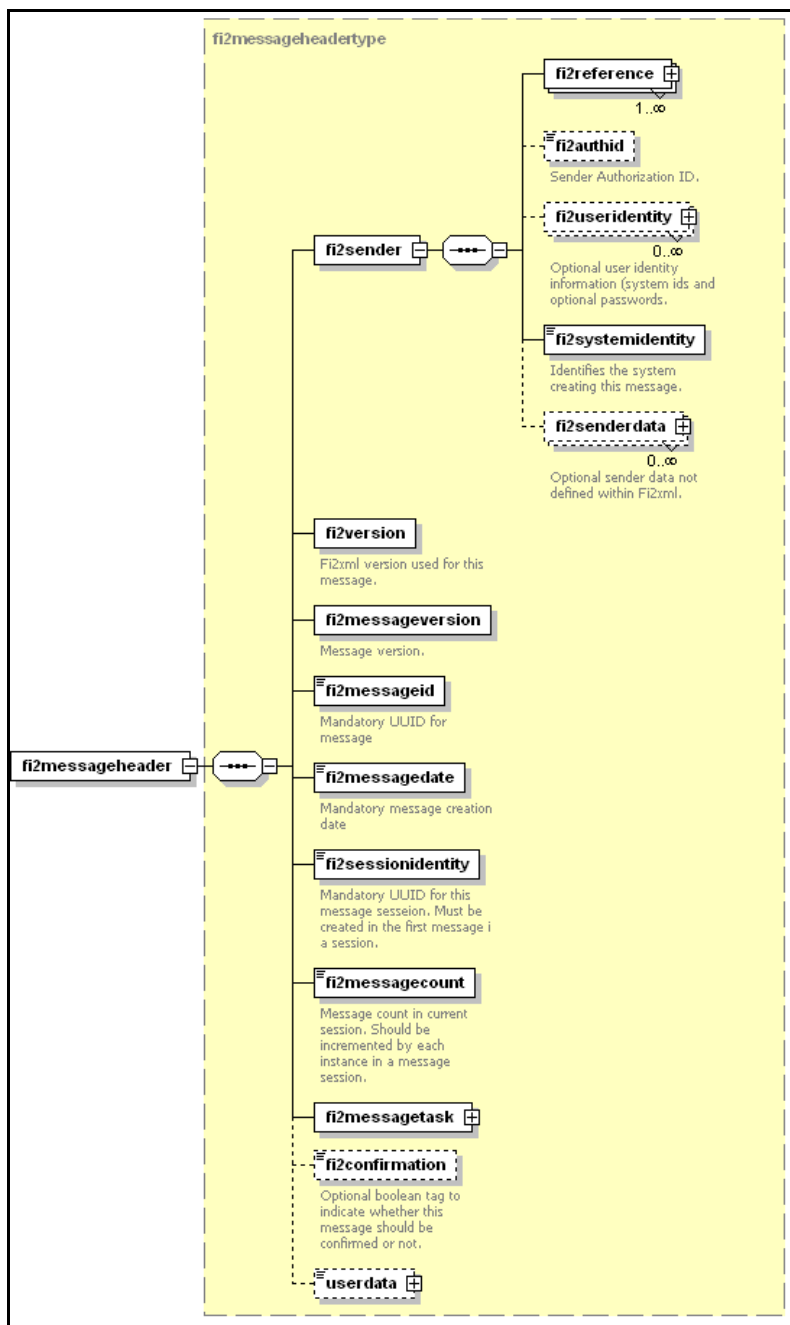 fi2messageheadertype
fi2reference
1..∞
fi2authid
Sender Authorization ID.
fi2useridentity
0..∞
Optional user identity
information (system ids and
optional passwords.
fi2sender
fi2systemidentity
Identifies the system
creating this message.
fi2senderdata
0..∞
Optional sender data not
defined within Fi2xml.
fi2version
Fi2xml version used for this
message.
fi2messageversion
Message version.
fi2messageid
Mandatory UUID for
message
fi2messageheader
fi2messagedate
Mandatory message creation
date
fi2sessionidentity
Mandatory UUID for this
message sesseion. Must be
created in the first message i
a session.
fi2messagecount
Message count in current
session. Should be
incremented by each
instance in a message
session.
fi2messagetask
fi2confirmation
Optional boolean tag to
indicate whether this
message should be
confirmed or not.
userdata